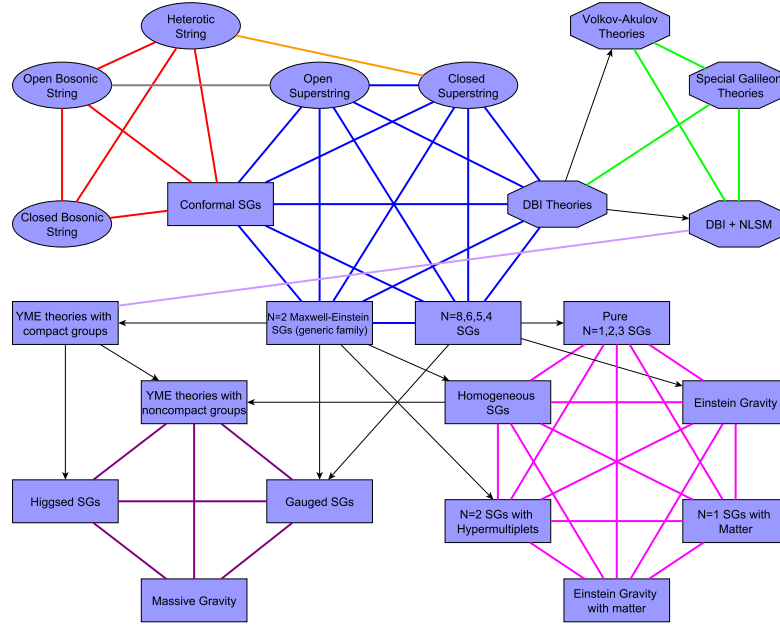 Heterotic
String
Volkov-Akulov
Theories
Open Bosonic
String
Open
Superstring
Closed
Superstring
Special Galileon
Theories
Conformal SGs
DBI Theories
Closed Bosonic
String
DBI + NLSM
YME theories with
compact groups
N=2 Maxwell-Einstein
SGs (generic family)
N=8,6,5,4
SGs
Pure
N=1,2,3 SGs
YME theories with
noncompact groups
Homogeneous
SGs
Einstein Gravity
Higgsed SGs
Gauged SGs
N=2 SGs with
Hypermultiplets
N=1 SGs with
Matter
Massive Gravity
Einstein Gravity
with matter